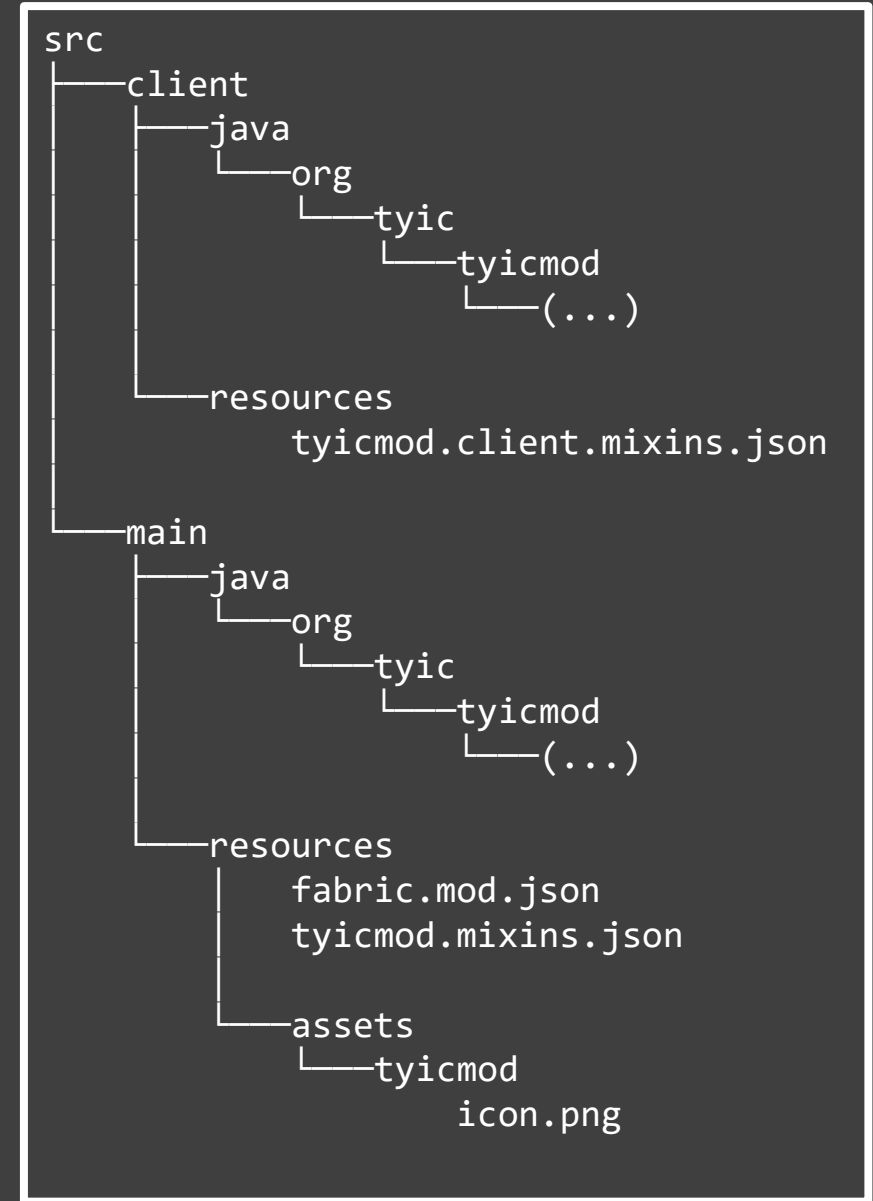 src
├───client
│   ├───java
│   │   └───org
│   │       └───tyic
│   │           └───tyicmod
│   │               └───(...)
│   │
│   └───resources
│           tyicmod.client.mixins.json
│
└───main
    ├───java
    │   └───org
    │       └───tyic
    │           └───tyicmod
    │               └───(...)
    │
    └───resources
        │   fabric.mod.json
        │   tyicmod.mixins.json
        │
        └───assets
            └───tyicmod
                    icon.png